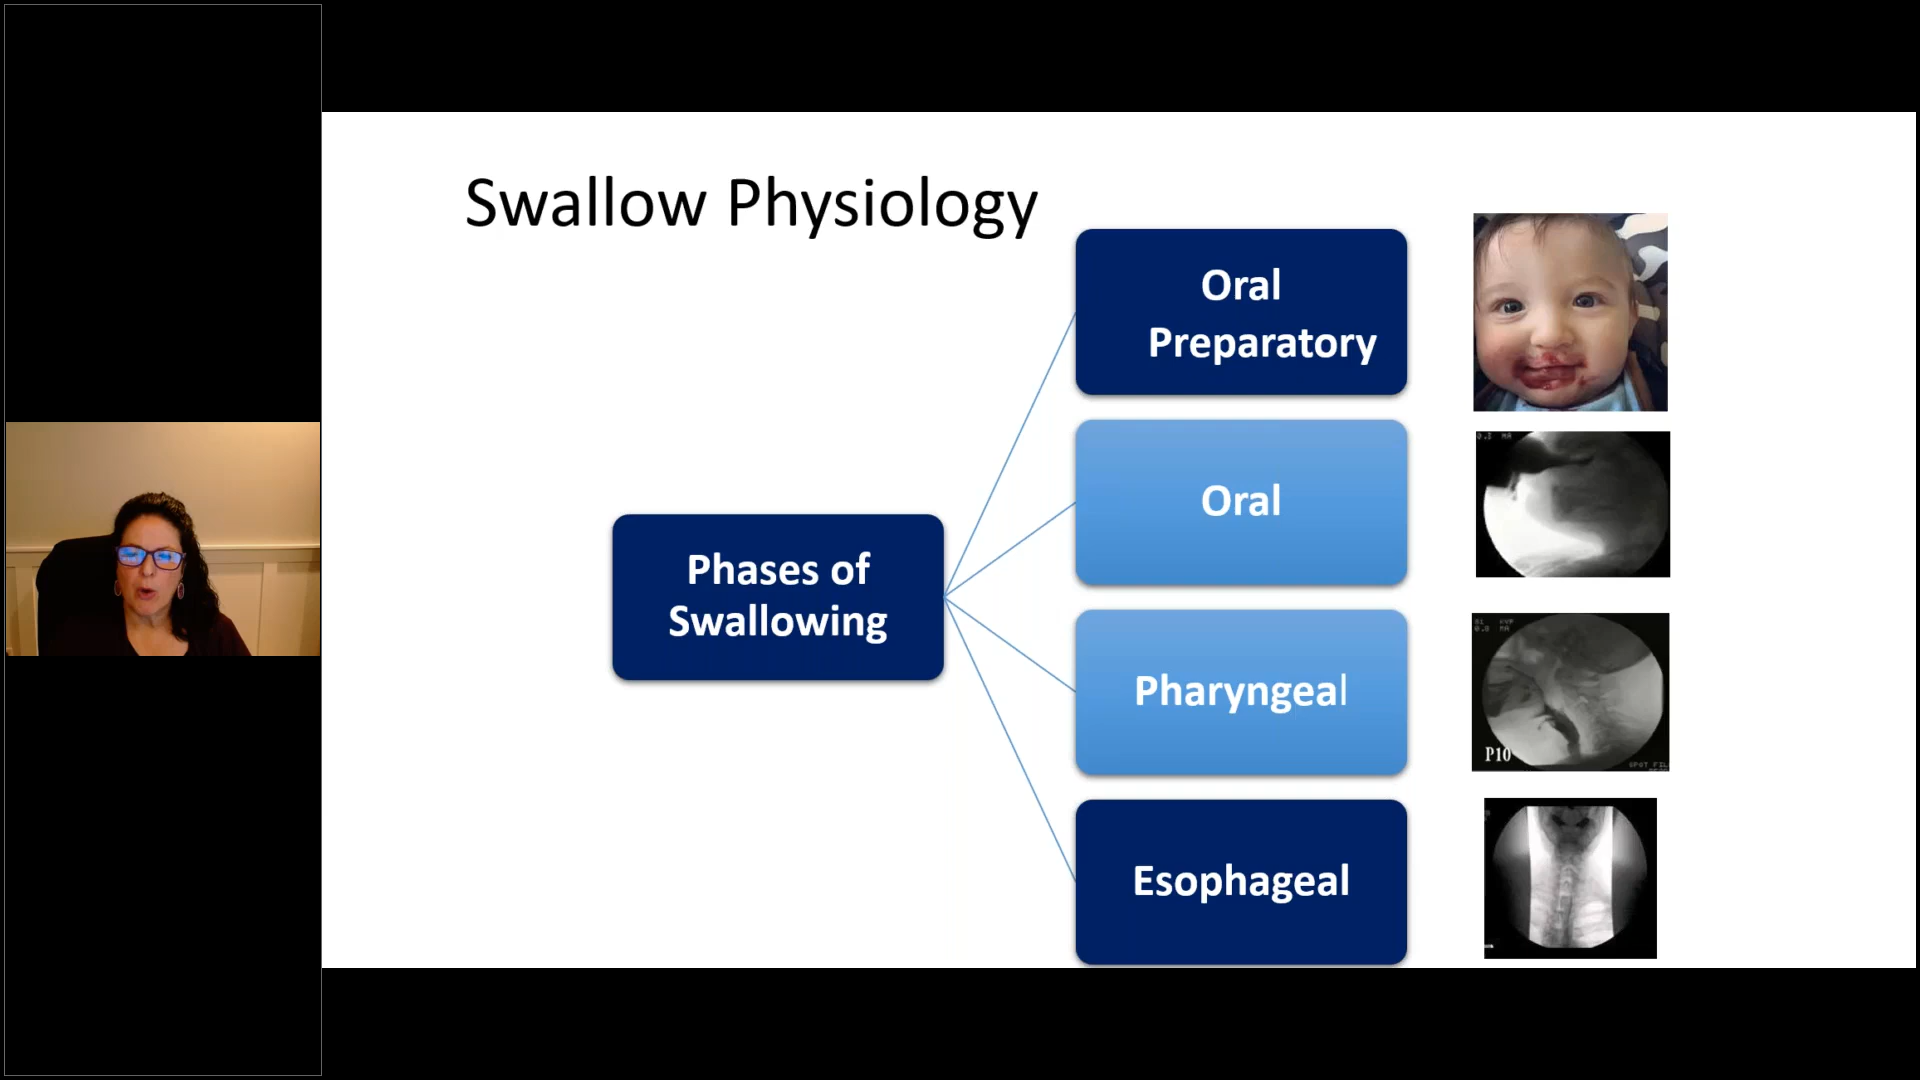 Swallow Physiology
Oral
Preparatory
Oral
Phases of
Swallowing
Pharyngeal
P10
Esophageal